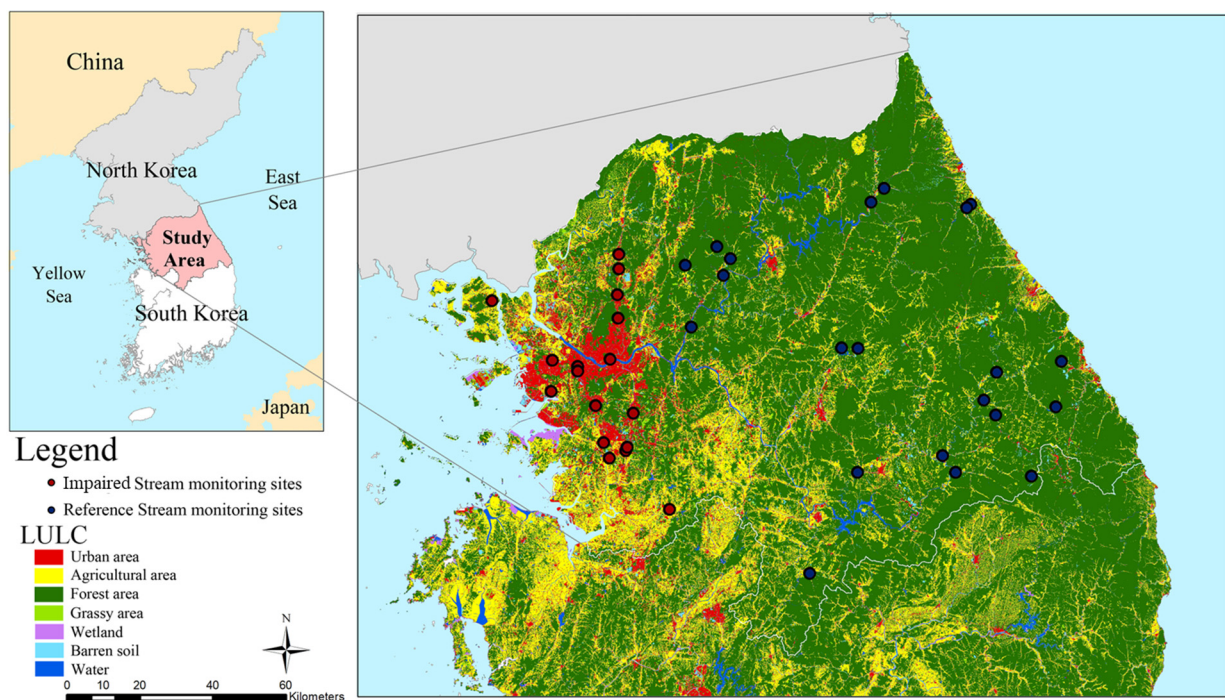 China
North Korea
East
Sea
Study
Area
Yellow
Sea
South Korea
Japan
Legend
Impaired Stream monitoring sites
Reference Stream monitoring sites
LULC
Urban area
Agricultural area
Forest area
Grassy area
Wetland
Barren soil
Water
N
0 10 20 40 60
Kilometers